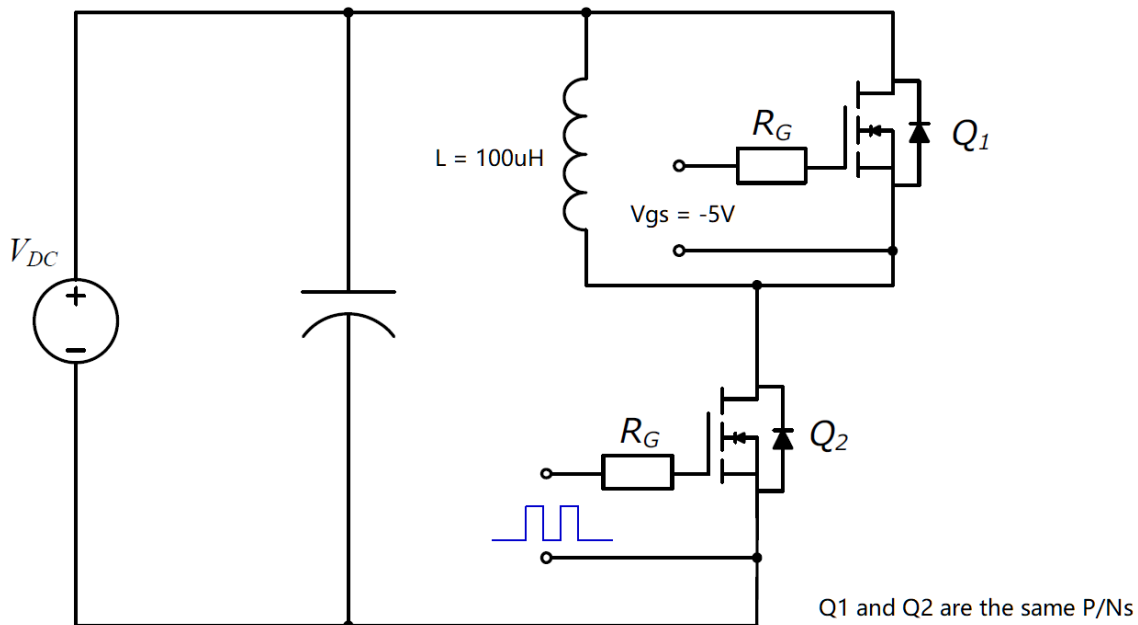 R_G
Q_1
L = 100uH
Vgs = -5V
V_DC
+
−
R_G
Q_2
Q1 and Q2 are the same P/Ns